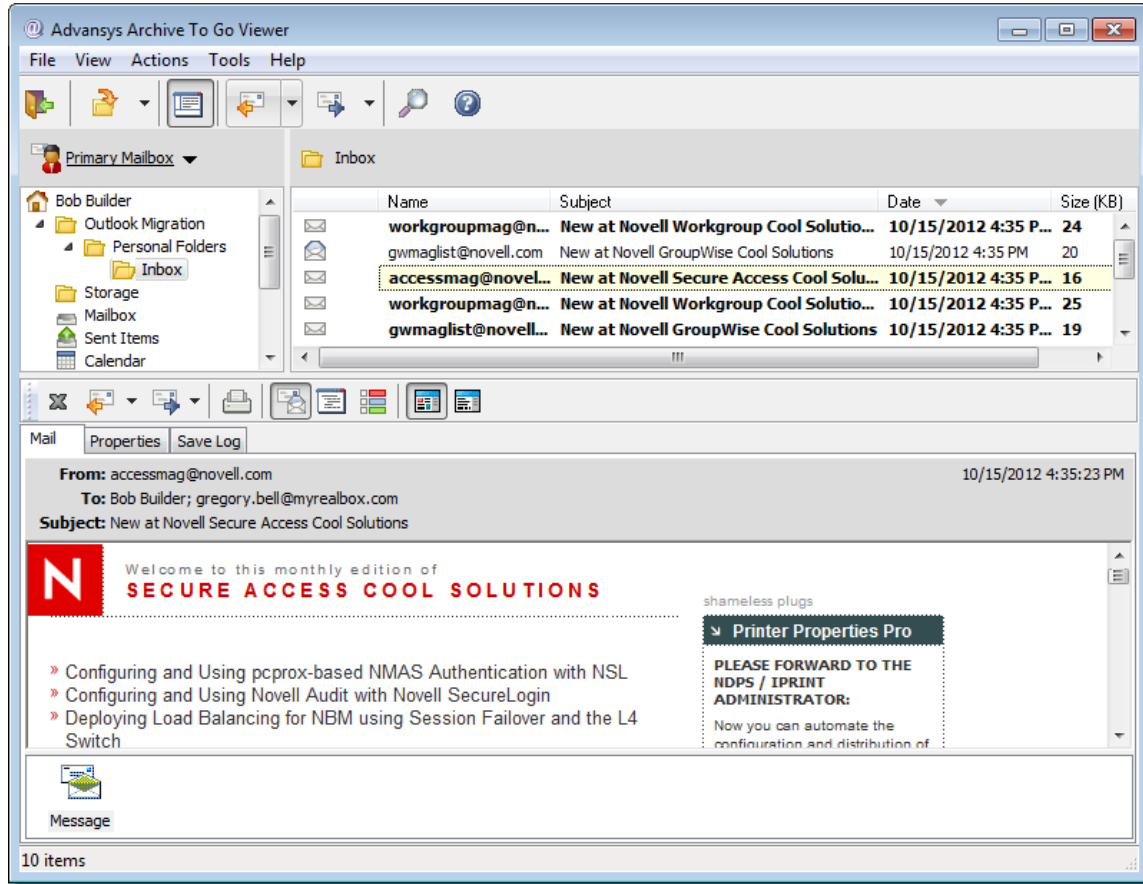 Advansys Archive To Go Viewer
File View Actions Tools Help
Primary Mailbox
Inbox
Bob Builder
Outlook Migration
Personal Folders
Inbox
Storage
Mailbox
Sent Items
Calendar
Name Subject Date Size (KB)
workgroupmag@n... New at Novell Workgroup Cool Solutio... 10/15/2012 4:35 P... 24
gwmaglist@novell.com New at Novell GroupWise Cool Solutions 10/15/2012 4:35 PM 20
accessmag@novel... New at Novell Secure Access Cool Solu... 10/15/2012 4:35 P... 16
workgroupmag@n... New at Novell Workgroup Cool Solutio... 10/15/2012 4:35 P... 25
gwmaglist@novell... New at Novell GroupWise Cool Solutions 10/15/2012 4:35 P... 19
Mail Properties Save Log
From: accessmag@novell.com 10/15/2012 4:35:23 PM
To: Bob Builder; gregory.bell@myrealbox.com
Subject: New at Novell Secure Access Cool Solutions
N
Welcome to this monthly edition of
SECURE ACCESS COOL SOLUTIONS
» Configuring and Using pcprox-based NMAS Authentication with NSL
» Configuring and Using Novell Audit with Novell SecureLogin
» Deploying Load Balancing for NBM using Session Failover and the L4
Switch
shameless plugs
Printer Properties Pro
PLEASE FORWARD TO THE
NDPS / IPRINT
ADMINISTRATOR:
Now you can automate the
configuration and distribution of
Message
10 items